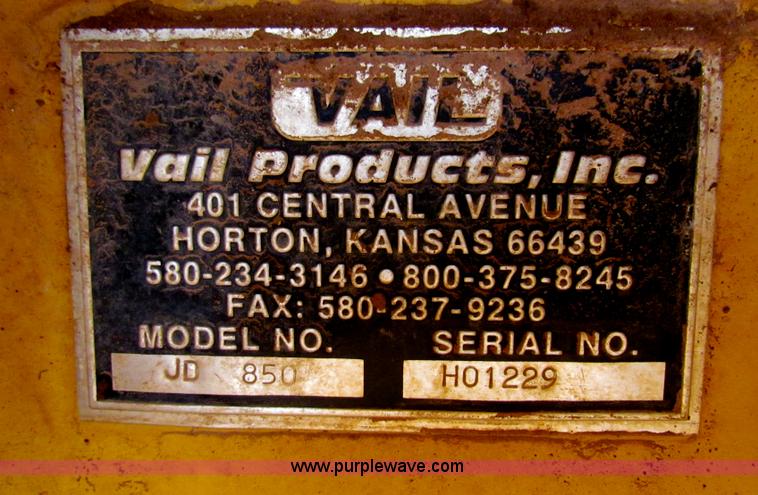 VAIL
Vail Products, Inc.
401 CENTRAL AVENUE
HORTON, KANSAS 66439
580-234-3146 • 800-375-8245
FAX: 580-237-9236
MODEL NO. SERIAL NO.
JD 850 H01229
www.purplewave.com